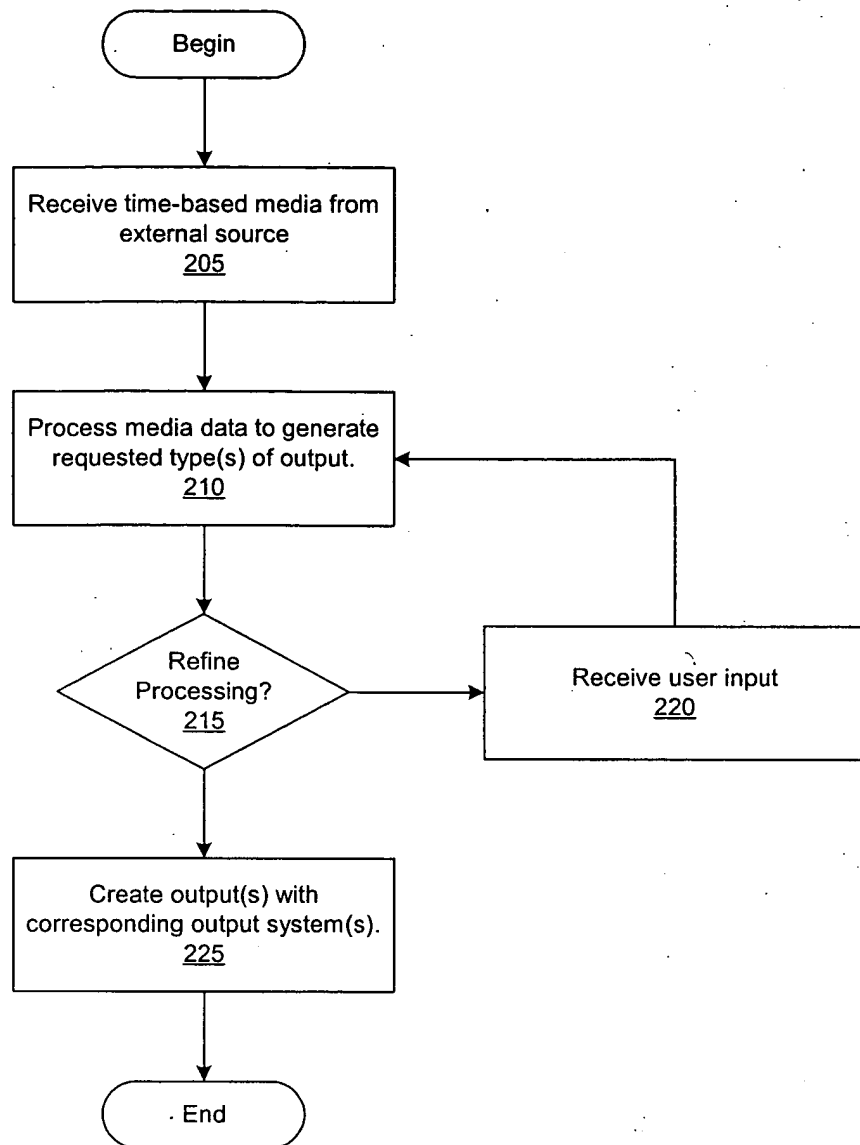 Begin
Receive time-based media from
external source
205
Process media data to generate
requested type(s) of output.
210
Refine
Processing?
215
Receive user input
220
Create output(s) with
corresponding output system(s).
225
End